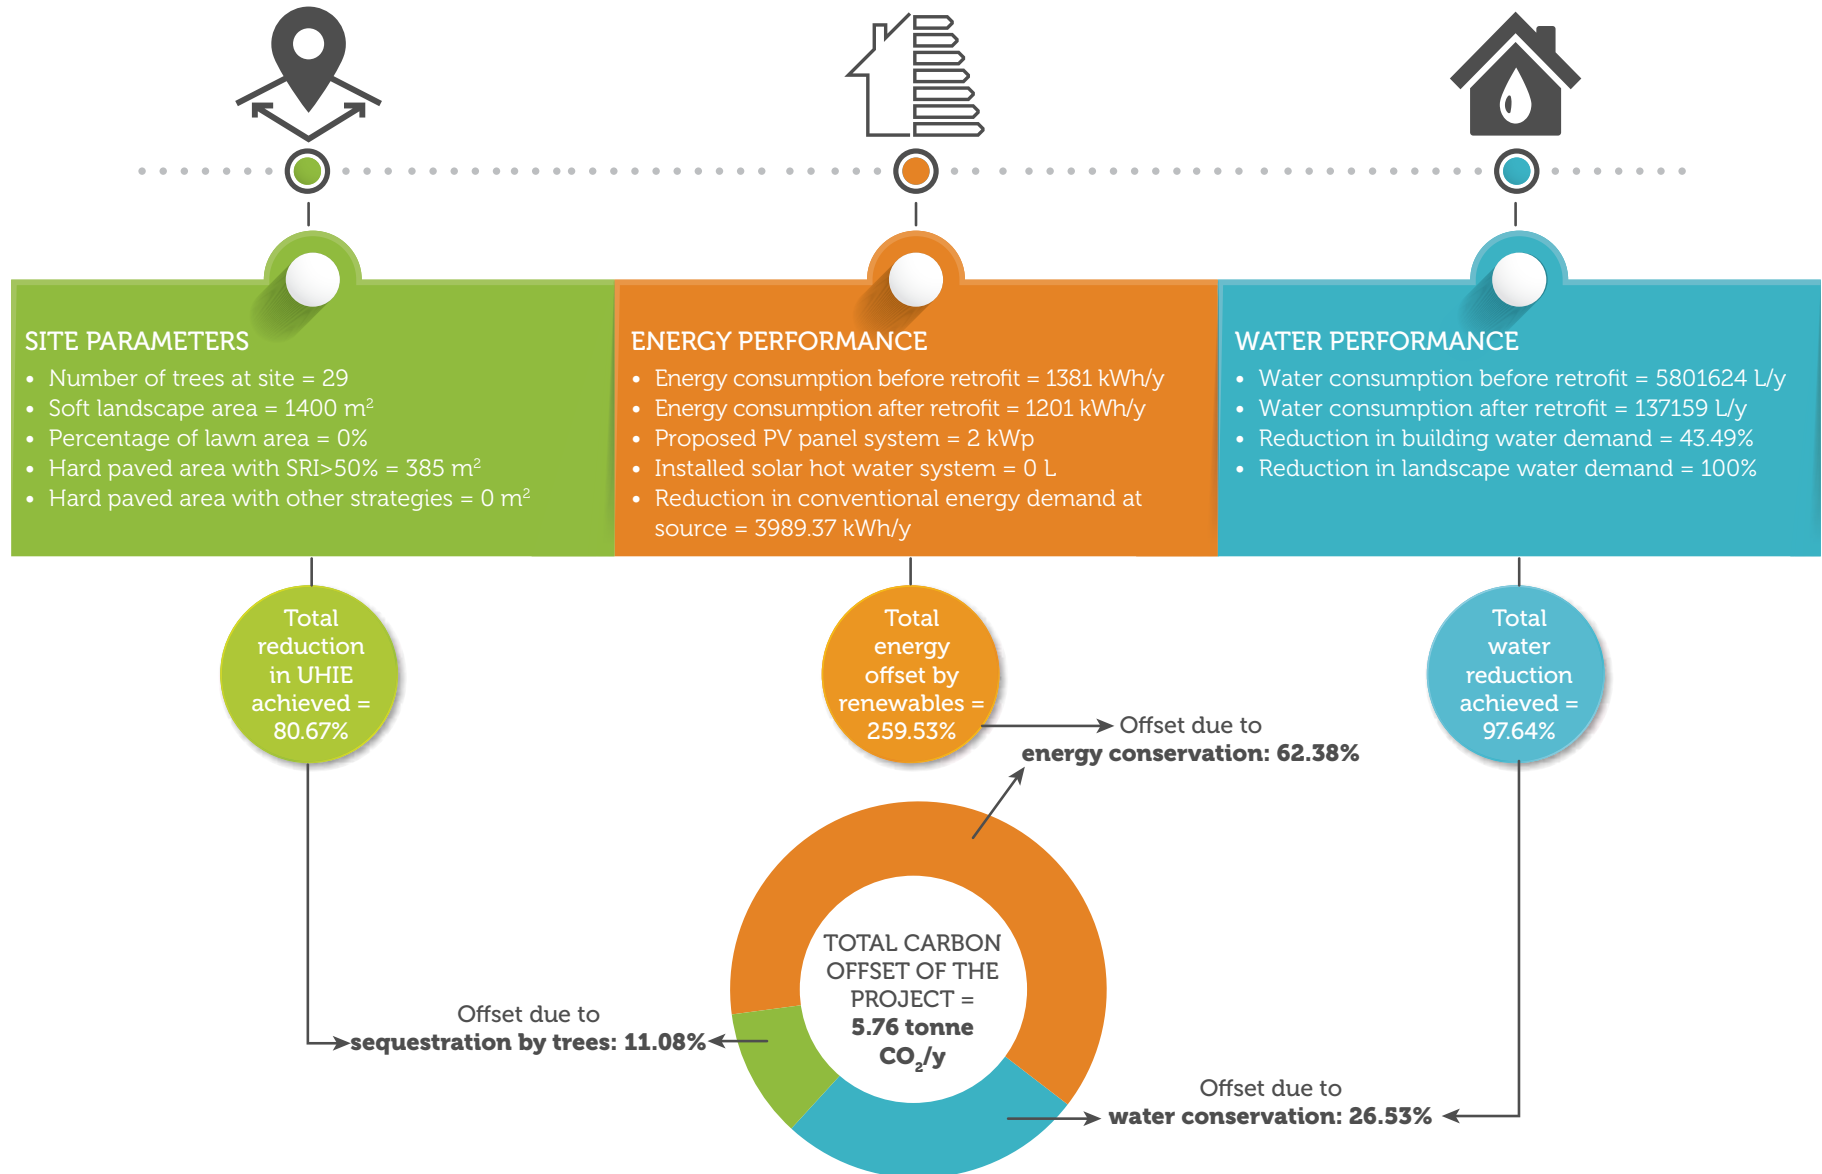 SITE PARAMETERS
• Number of trees at site = 29
• Soft landscape area = 1400 m²
• Percentage of lawn area = 0%
• Hard paved area with SRI>50% = 385 m²
• Hard paved area with other strategies = 0 m²
ENERGY PERFORMANCE
• Energy consumption before retrofit = 1381 kWh/y
• Energy consumption after retrofit = 1201 kWh/y
• Proposed PV panel system = 2 kWp
• Installed solar hot water system = 0 L
• Reduction in conventional energy demand at
source = 3989.37 kWh/y
WATER PERFORMANCE
• Water consumption before retrofit = 5801624 L/y
• Water consumption after retrofit = 137159 L/y
• Reduction in building water demand = 43.49%
• Reduction in landscape water demand = 100%
Total
reduction
in UHIE
achieved =
80.67%
Total
energy
offset by
renewables =
259.53%
Total
water
reduction
achieved =
97.64%
Offset due to
energy conservation: 62.38%
TOTAL CARBON
OFFSET OF THE
PROJECT =
5.76 tonne
CO₂/y
Offset due to
sequestration by trees: 11.08%
Offset due to
water conservation: 26.53%